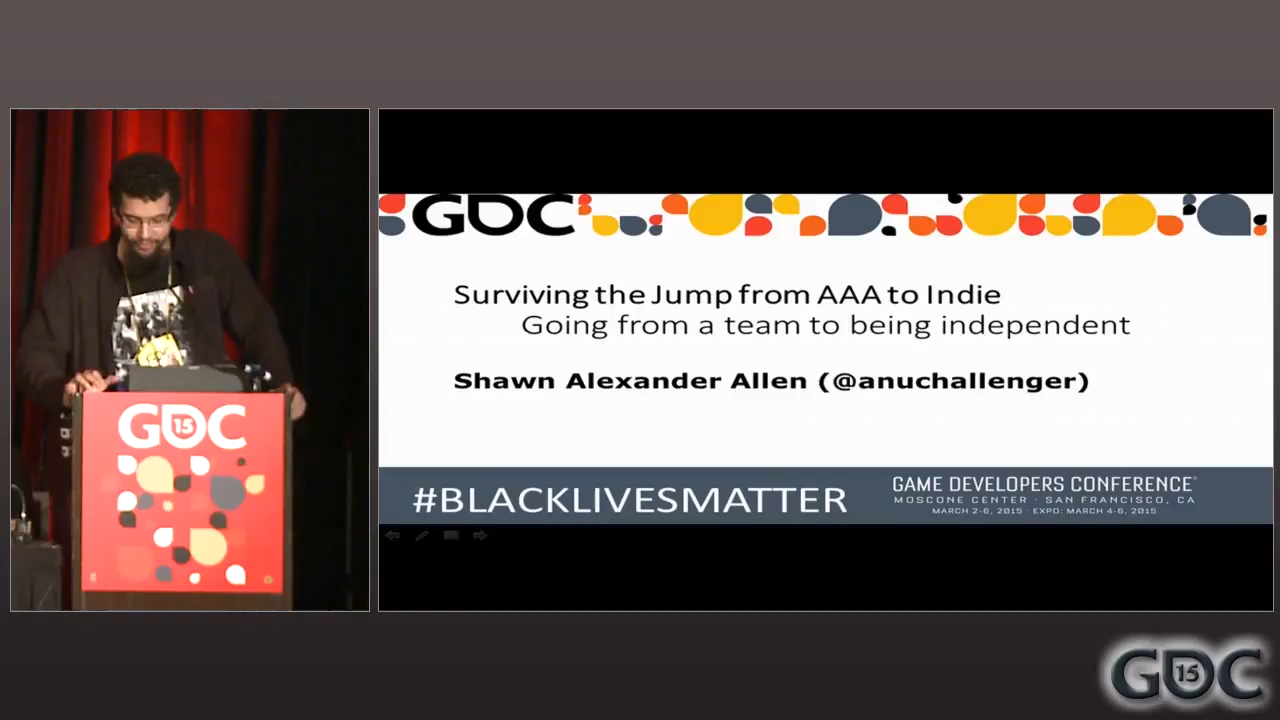 GDC
15
GDC
Surviving the Jump from AAA to Indie
Going from a team to being independent
Shawn Alexander Allen (@anuchallenger)
#BLACKLIVESMATTER
GAME DEVELOPERS CONFERENCE
MOSCONE CENTER · SAN FRANCISCO, CA
MARCH 2-6, 2015 · EXPO: MARCH 4-6, 2015
GDC
15